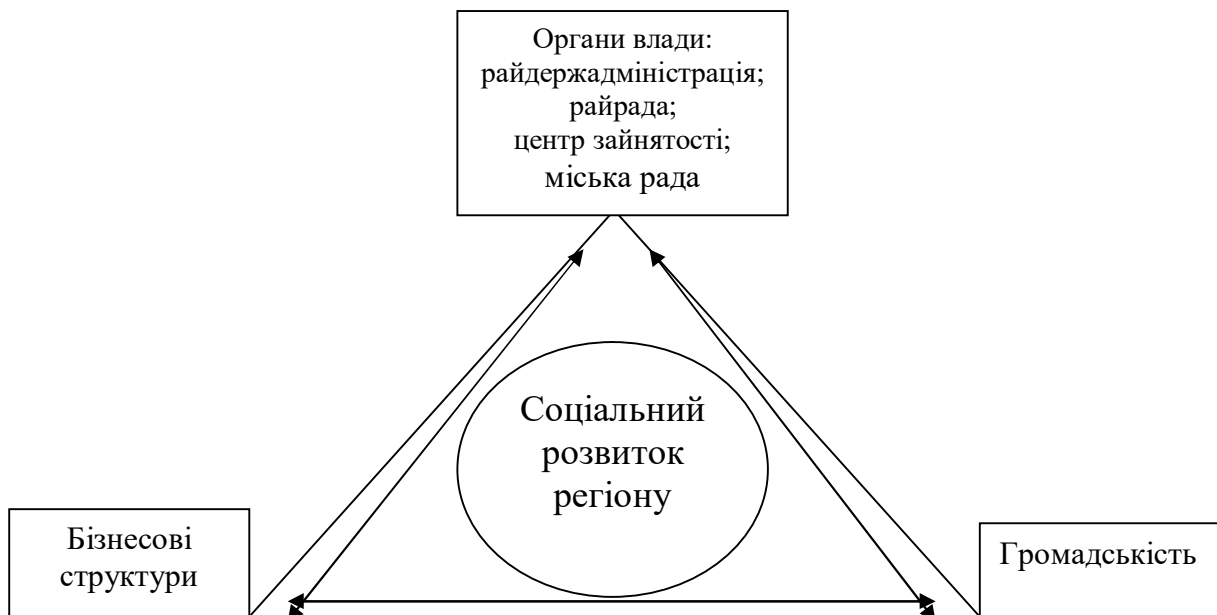 Органи влади:
райдержадміністрація;
райрада;
центр зайнятості;
міська рада
Соціальний
розвиток
регіону
Бізнесові
структури
Громадськість